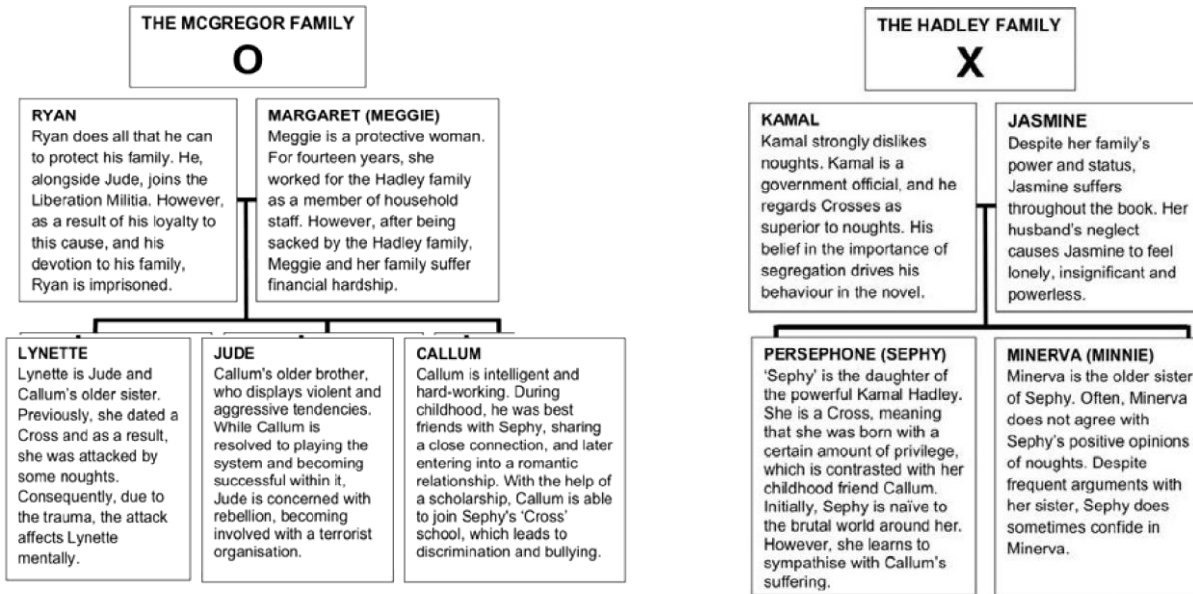 THE MCGREGOR FAMILY
O
RYAN
Ryan does all that he can
to protect his family. He,
alongside Jude, joins the
Liberation Militia. However,
as a result of his loyalty to
this cause, and his
devotion to his family,
Ryan is imprisoned.
MARGARET (MEGGIE)
Meggie is a protective woman.
For fourteen years, she
worked for the Hadley family
as a member of household
staff. However, after being
sacked by the Hadley family,
Meggie and her family suffer
financial hardship.
LYNETTE
Lynette is Jude and
Callum's older sister.
Previously, she dated a
Cross and as a result,
she was attacked by
some noughts.
Consequently, due to
the trauma, the attack
affects Lynette
mentally.
JUDE
Callum's older brother,
who displays violent and
aggressive tendencies.
While Callum is
resolved to playing the
system and becoming
successful within it,
Jude is concerned with
rebellion, becoming
involved with a terrorist
organisation.
CALLUM
Callum is intelligent and
hard-working. During
childhood, he was best
friends with Sephy, sharing
a close connection, and later
entering into a romantic
relationship. With the help of
a scholarship, Callum is able
to join Sephy's 'Cross'
school, which leads to
discrimination and bullying.
THE HADLEY FAMILY
X
KAMAL
Kamal strongly dislikes
noughts. Kamal is a
government official, and he
regards Crosses as
superior to noughts. His
belief in the importance of
segregation drives his
behaviour in the novel.
JASMINE
Despite her family's
power and status,
Jasmine suffers
throughout the book. Her
husband's neglect
causes Jasmine to feel
lonely, insignificant and
powerless.
PERSEPHONE (SEPHY)
'Sephy' is the daughter of
the powerful Kamal Hadley.
She is a Cross, meaning
that she was born with a
certain amount of privilege,
which is contrasted with her
childhood friend Callum.
Initially, Sephy is naïve to
the brutal world around her.
However, she learns to
sympathise with Callum's
suffering.
MINERVA (MINNIE)
Minerva is the older sister
of Sephy. Often, Minerva
does not agree with
Sephy's positive opinions
of noughts. Despite
frequent arguments with
her sister, Sephy does
sometimes confide in
Minerva.